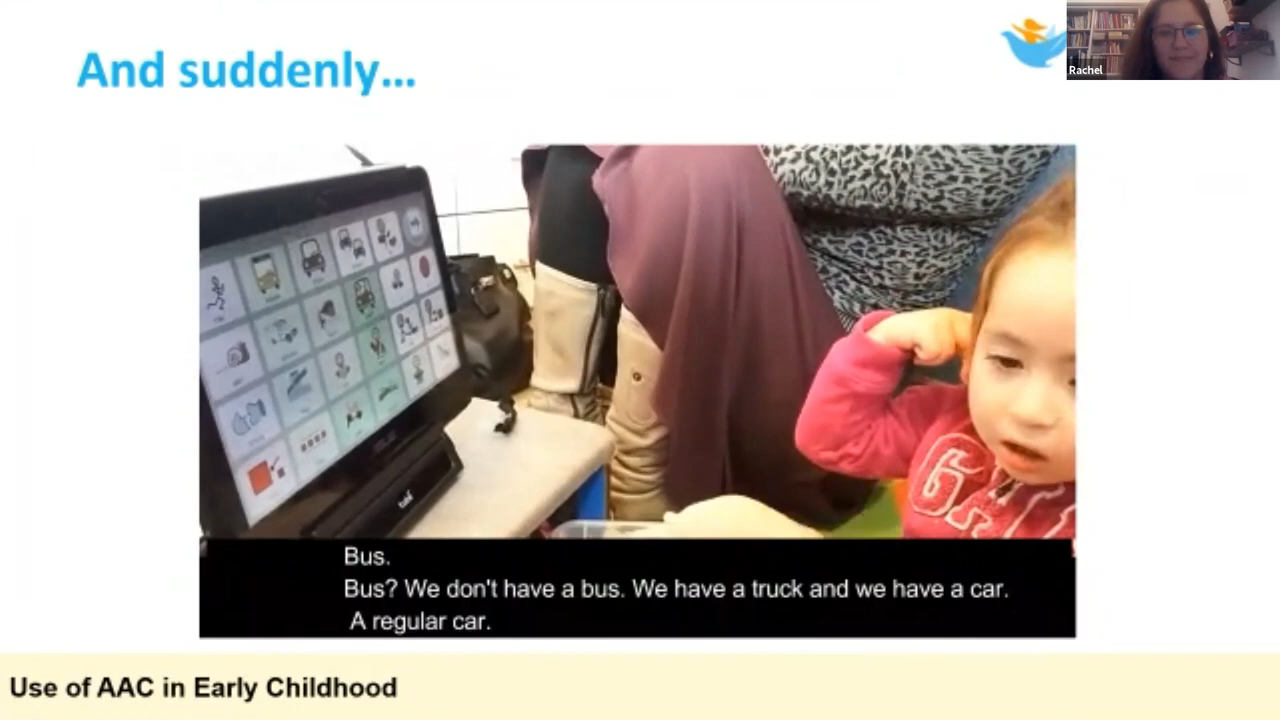 And suddenly...
Rachel
Bus.
Bus? We don't have a bus. We have a truck and we have a car.
A regular car.
Use of AAC in Early Childhood